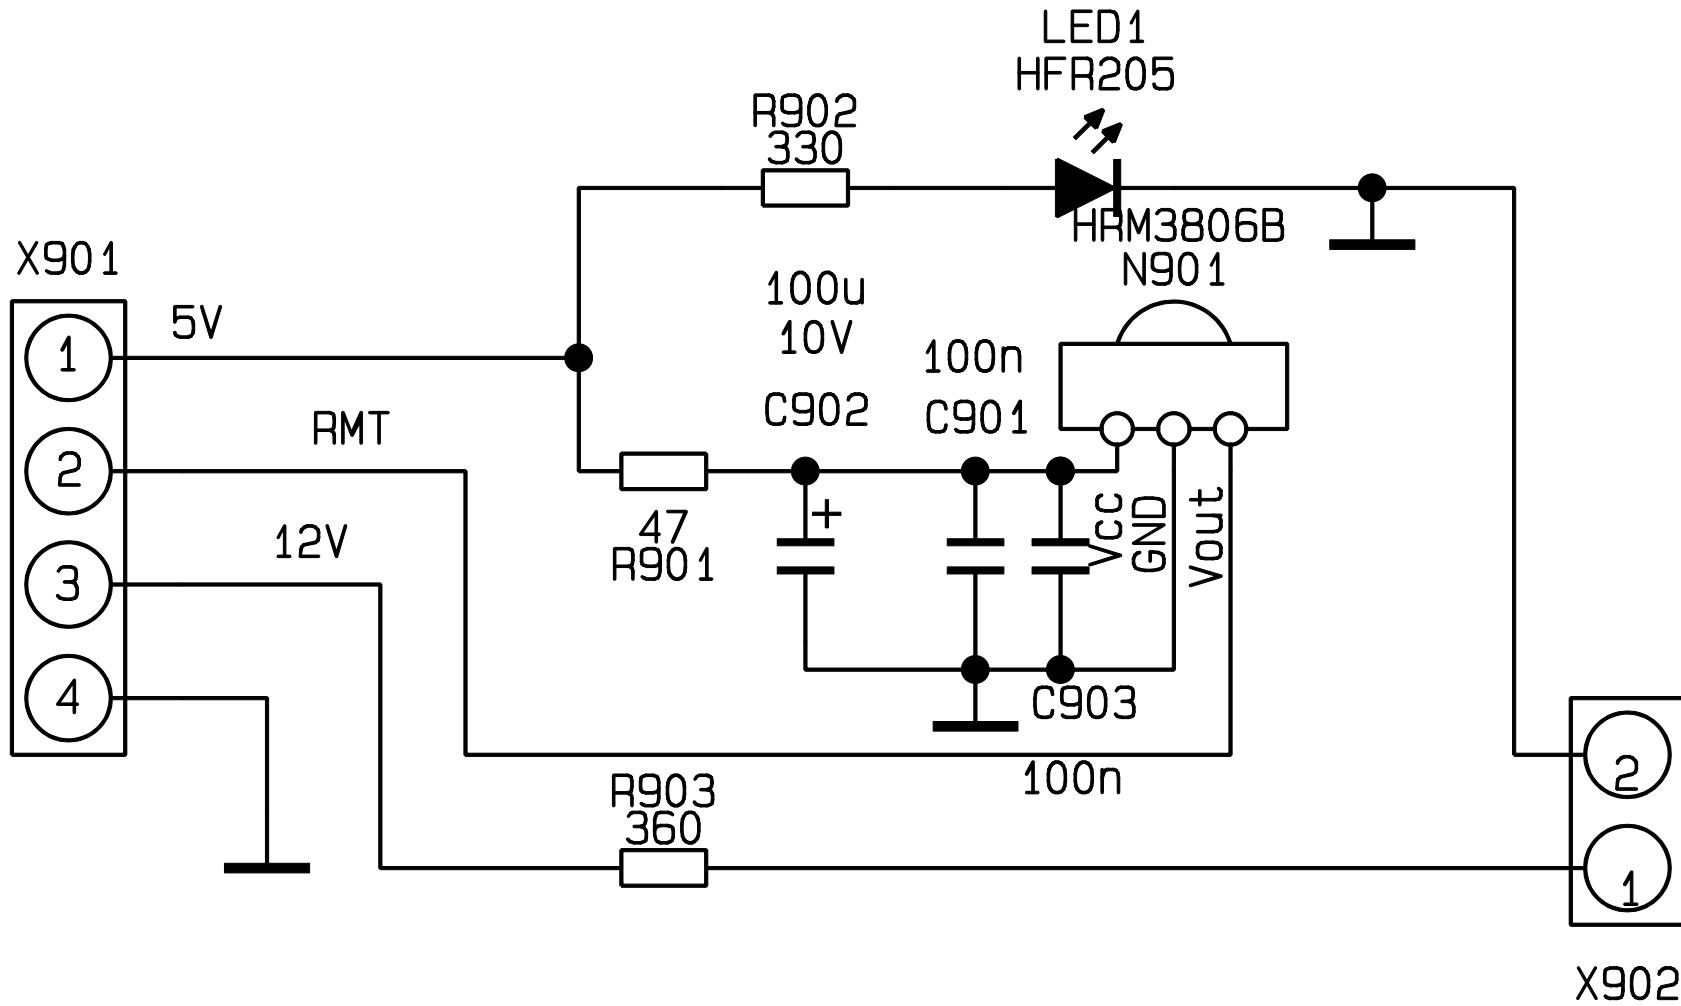 LED1
HFR205
R902
330
HRM3806B
N901
X901
5V
1
100u
10V
C902
100n
C901
RMT
2
12V
3
4
47
R901
+
Vcc
GND
Vout
C903
100n
R903
360
2
1
X902